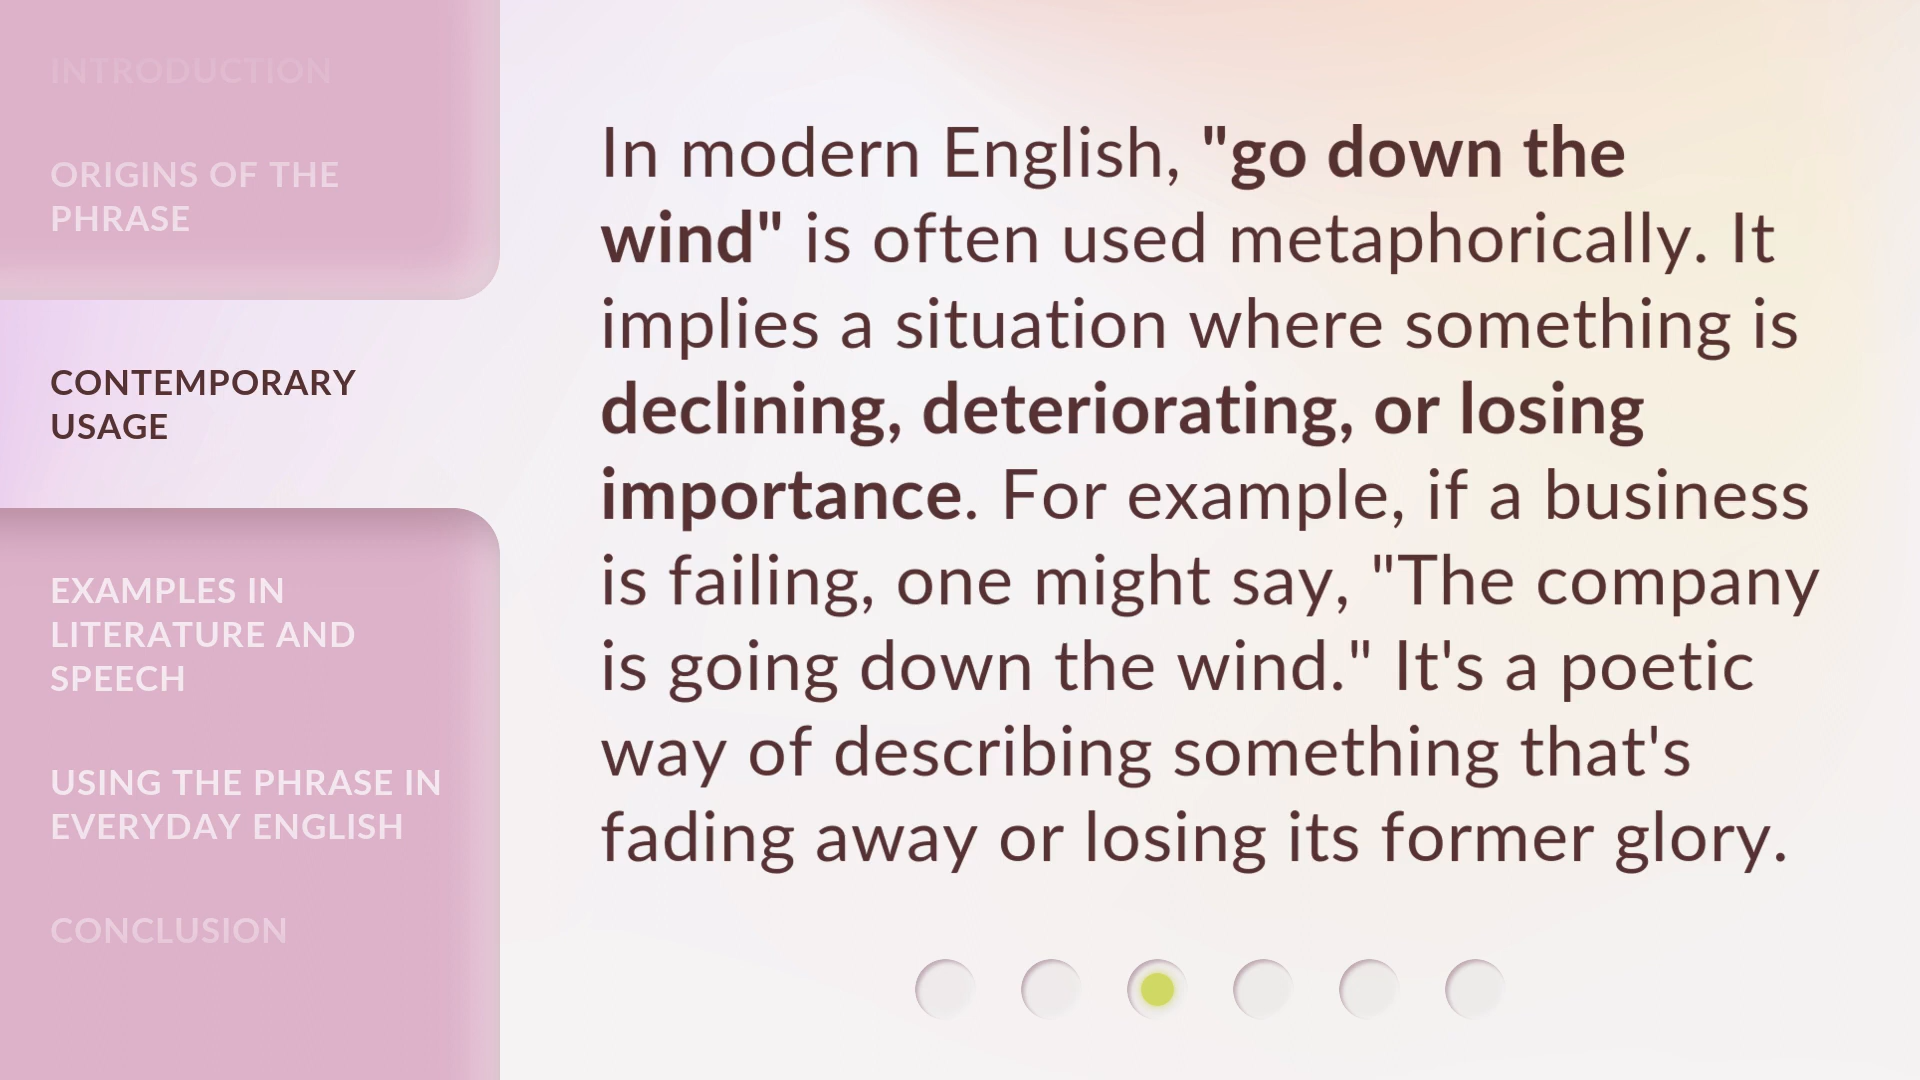 INTRODUCTION
ORIGINS OF THE
PHRASE
CONTEMPORARY
USAGE
EXAMPLES IN
LITERATURE AND
SPEECH
USING THE PHRASE IN
EVERYDAY ENGLISH
CONCLUSION
In modern English, "go down the
wind" is often used metaphorically. It
implies a situation where something is
declining, deteriorating, or losing
importance. For example, if a business
is failing, one might say, "The company
is going down the wind." It's a poetic
way of describing something that's
fading away or losing its former glory.